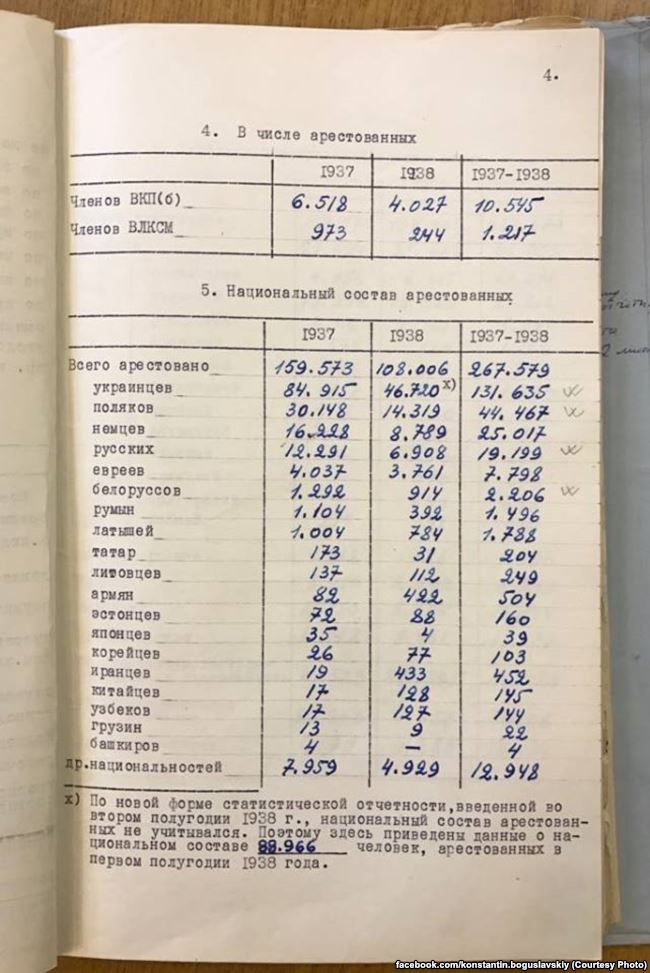 4.
4. В числе арестованных
1937 1938 1937-1938
Членов ВКП(б) 6.518 4.027 10.545
Членов ВЛКСМ 973 244 1.217
5. Национальный состав арестованных
1937 1938 1937-1938
Всего арестовано 159.573 108.006 267.579
украинцев 84.915 46.720х) 131.635
поляков 30.148 14.319 44.467
немцев 16.228 8.789 25.017
русских 12.291 6.908 19.199
евреев 4.037 3.761 7.798
белоруссов 1.292 914 2.206
румын 1.104 392 1.496
латышей 1.004 784 1.788
татар 173 31 204
литовцев 137 112 249
армян 82 422 504
эстонцев 72 88 160
японцев 35 4 39
корейцев 26 77 103
иранцев 19 433 452
китайцев 17 128 145
узбеков 17 127 144
грузин 13 9 22
башкиров 4 — 4
др.национальностей 7.959 4.929 12.948
х) По новой форме статистической отчетности,введенной во
втором полугодии 1938 г., национальный состав арестован-
ных не учитывался. Поэтому здесь приведены данные о на-
циональном составе 88.966 человек, арестованных в
первом полугодии 1938 года.
facebook.com/konstantin.boguslavskiy (Courtesy Photo)